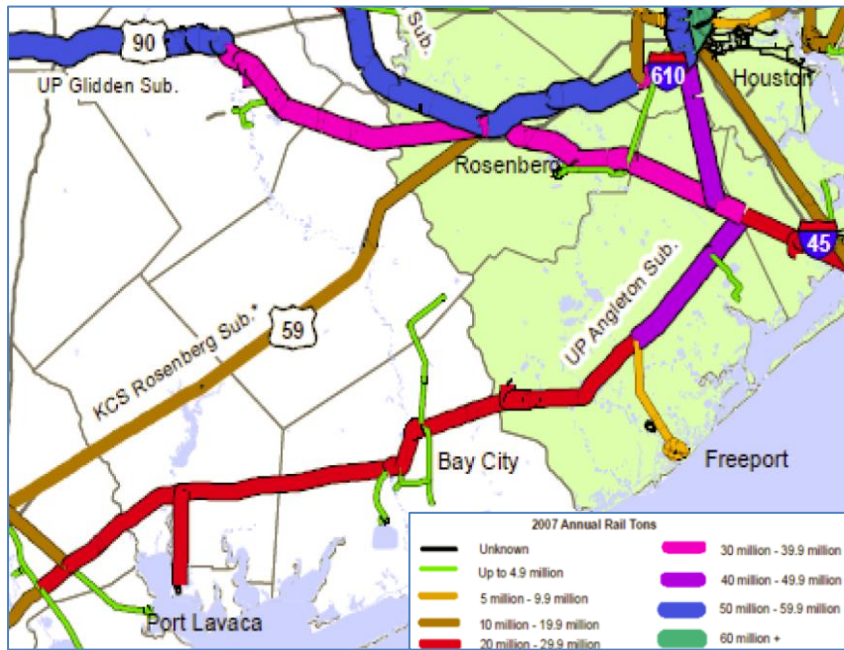 90
Sub.
610
Houston
UP Glidden Sub.
Rosenberg
45
UP Angleton Sub.
KCS Rosenberg Sub.*
59
Bay City
Freeport
Port Lavaca
2007 Annual Rail Tons
Unknown
Up to 4.9 million
5 million - 9.9 million
10 million - 19.9 million
20 million - 29.9 million
30 million - 39.9 million
40 million - 49.9 million
50 million - 59.9 million
60 million +